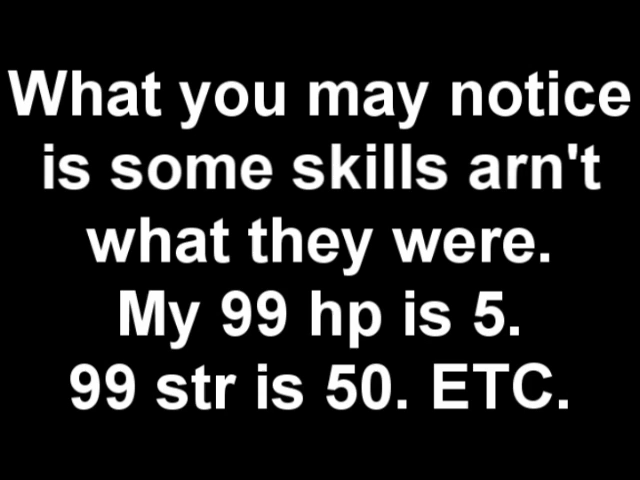 What you may notice
is some skills arn't
what they were.
My 99 hp is 5.
99 str is 50. ETC.